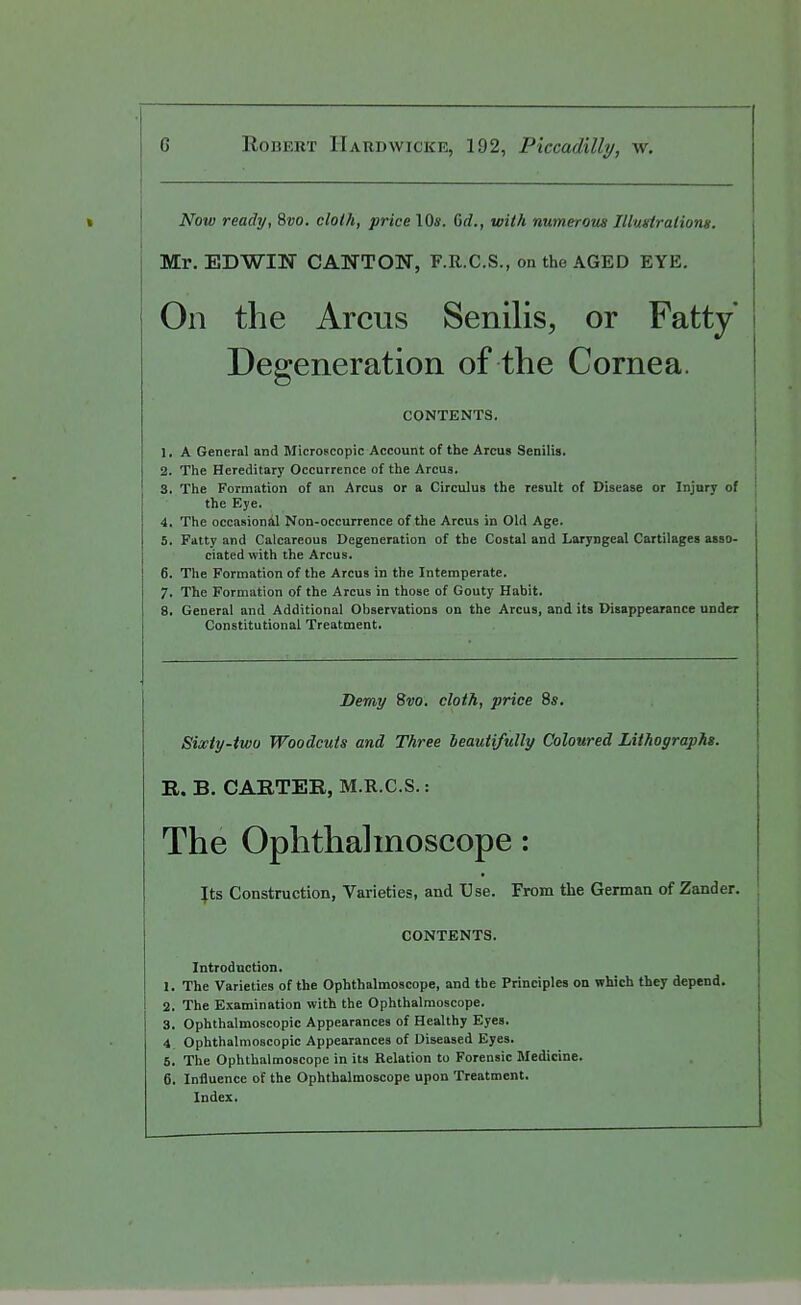 6 ROBERT HARDWICKE, 192, Piccadilly, W.
Now ready, 8vo. cloth, price 10s. 6d., with numerous Illustrations.
Mr. EDWIN CANTON, F.R.C.S., on the AGED EYE.
On the Arcus Senilis, or Fatty
Degeneration of the Cornea.
CONTENTS.
1. A General and Microscopic Account of the Arcus Senilis.
2. The Hereditary Occurrence of the Arcus.
3. The Formation of an Arcus or a Circulus the result of Disease or Injury of
the Eye.
4. The occasional Non-occurrence of the Arcus in Old Age.
5. Fatty and Calcareous Degeneration of the Costal and Laryngeal Cartilages asso-
ciated with the Arcus.
6. The Formation of the Arcus in the Intemperate.
7. The Formation of the Arcus in those of Gouty Habit.
8. General and Additional Observations on the Arcus, and its Disappearance under
Constitutional Treatment.
Demy 8vo. cloth, price 8s.
Sixty-two Woodcuts and Three beautifully Coloured Lithographs.
R. B. CARTER, M.R.C.S.:
The Ophthalmoscope:
Its Construction, Varieties, and Use. From the German of Zander.
CONTENTS.
Introduction.
1. The Varieties of the Ophthalmoscope, and the Principles on which they depend.
2. The Examination with the Ophthalmoscope.
3. Ophthalmoscopic Appearances of Healthy Eyes.
4 Ophthalmoscopic Appearances of Diseased Eyes.
5. The Ophthalmoscope in its Relation to Forensic Medicine.
6. Influence of the Ophthalmoscope upon Treatment.
Index.